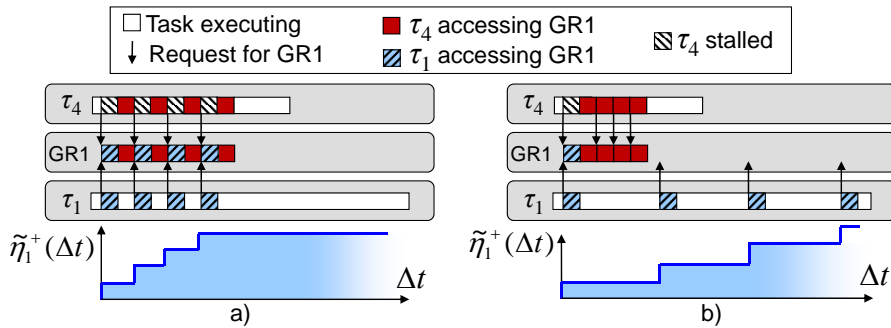 Task executing
Request for GR1
τ4 accessing GR1
τ1 accessing GR1
τ4 stalled
a)
τ4
GR1
τ1
η̃1+(Δt)
Δt
a)
b)
τ4
GR1
τ1
η̃1+(Δt)
Δt
b)